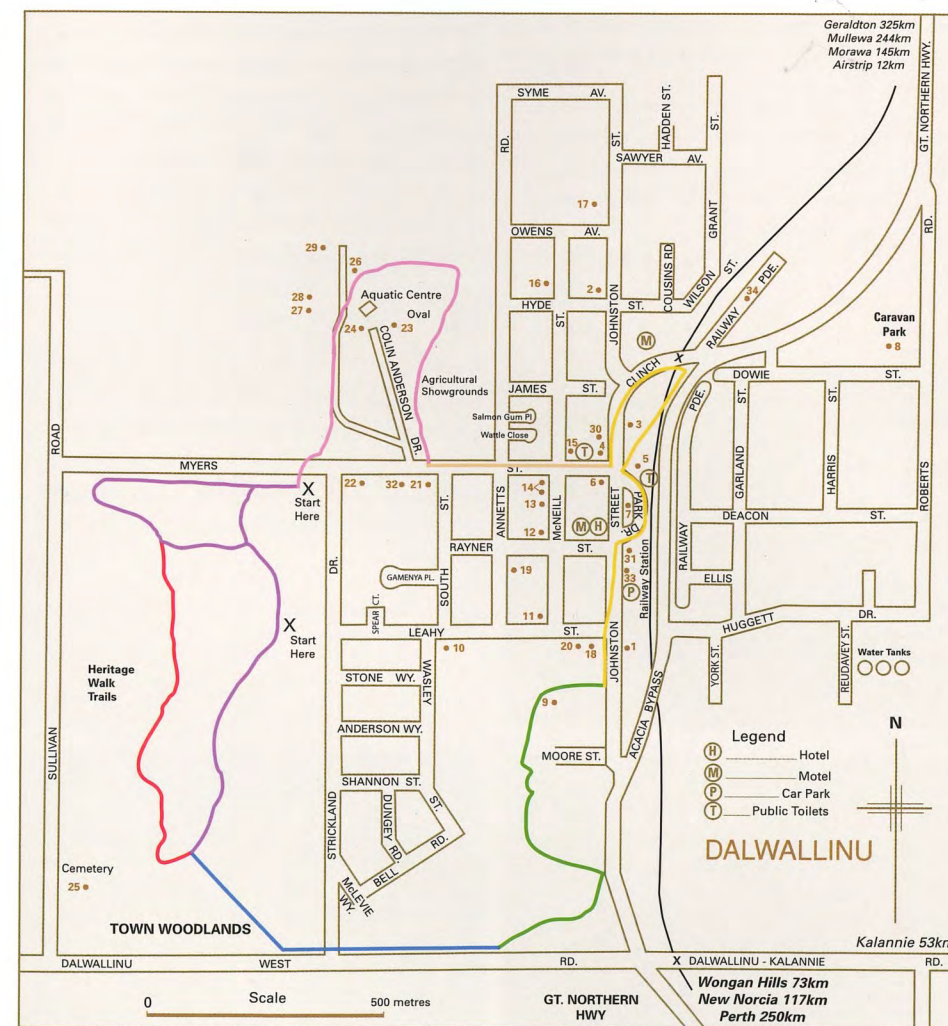 Geraldton 325km
Mullewa 244km
Morawa 145km
Airstrip 12km
GT. NORTHERN HWY.
SYME AV.
RD.
ST.
HADDEN ST.
ST.
SAWYER AV.
GRANT
17
OWENS AV.
RD.
29
26
COUSINS RD
WILSON ST.
Aquatic Centre
28
27
Oval
24
23
16
2
HYDE ST.
JOHNSTON
ST.
34
RAILWAY PDE.
Caravan
Park
8
M
X
CLINCH
COLIN ANDERSON DR.
Agricultural
Showgrounds
JAMES ST.
DOWIE ST.
PDE.
ST.
ST.
Salmon Gum Pl
Wattle Close
30
3
15
T
4
ROAD
MYERS ST.
5
T
GARLAND
HARRIS
ROBERTS
X
Start
Here
22
32
21
ST.
ANNETTS
14
13
12
McNEILL
6
M
H
STREET
PARK DR.
7
DEACON ST.
RAYNER ST.
31
33
P
Railway Station
RAILWAY
ELLIS
DR.
GAMENYA PL.
SPEAR CT.
SOUTH
19
11
HUGGETT DR.
X
Start
Here
LEAHY ST.
10
20
18
JOHNSTON
1
YORK ST.
REUDAVEY ST.
Water Tanks
Heritage
Walk
Trails
STONE WY.
WASLEY ST.
9
ACACIA BYPASS
ANDERSON WY.
MOORE ST.
SULLIVAN
SHANNON ST.
STRICKLAND
DUNGEY RD.
BELL RD.
McLEVIE WY.
N
Legend
H Hotel
M Motel
P Car Park
T Public Toilets
DALWALLINU
Cemetery
25
TOWN WOODLANDS
Kalannie 53km
DALWALLINU WEST RD.
X DALWALLINU - KALANNIE RD.
0 Scale 500 metres
GT. NORTHERN
HWY
Wongan Hills 73km
New Norcia 117km
Perth 250km